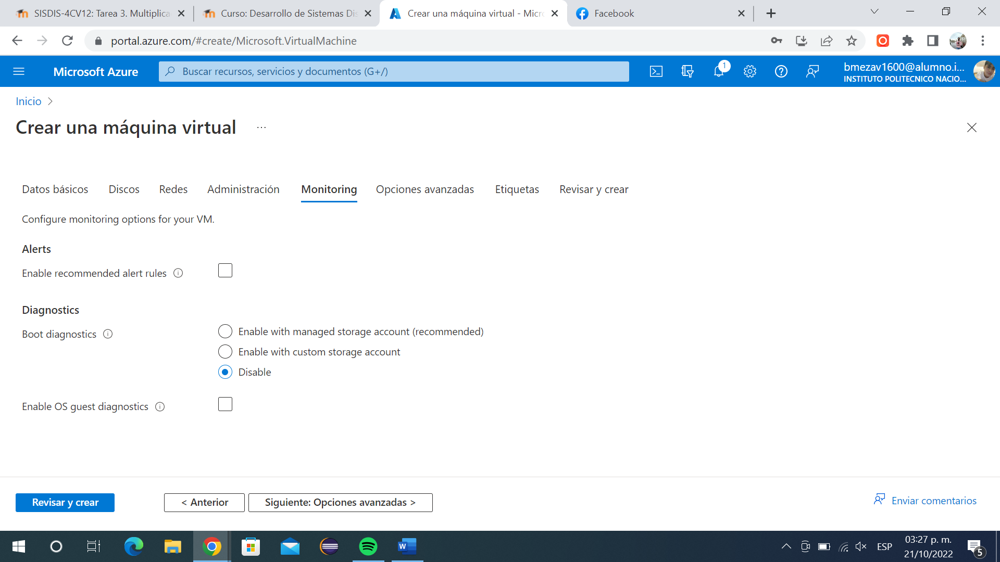 SISDIS-4CV12: Tarea 3. Multiplica
Curso: Desarrollo de Sistemas Dis
Crear una máquina virtual - Micro
Facebook
portal.azure.com/#create/Microsoft.VirtualMachine
Microsoft Azure
Buscar recursos, servicios y documentos (G+/)
1
bmezav1600@alumno.i...
INSTITUTO POLITECNICO NACIO...
Inicio >
Crear una máquina virtual ...
Datos básicos Discos Redes Administración Monitoring Opciones avanzadas Etiquetas Revisar y crear
Configure monitoring options for your VM.
Alerts
Enable recommended alert rules
Diagnostics
Boot diagnostics
Enable with managed storage account (recommended)
Enable with custom storage account
Disable
Enable OS guest diagnostics
Revisar y crear
< Anterior
Siguiente: Opciones avanzadas >
Enviar comentarios
ESP
03:27 p. m.
21/10/2022
5